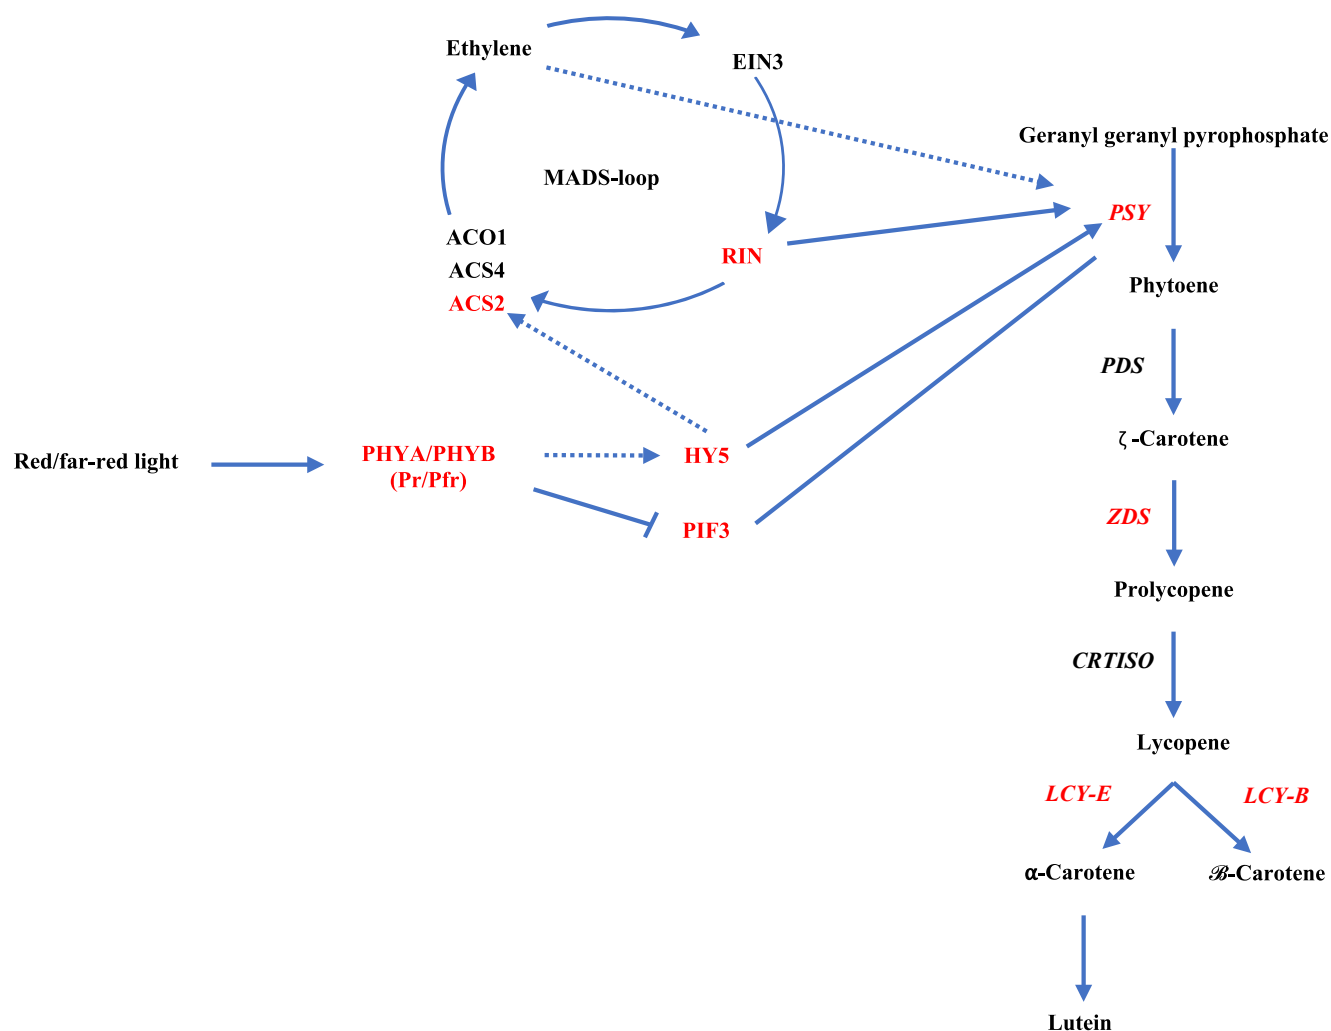 Ethylene
EIN3
Geranyl geranyl pyrophosphate
MADS-loop
PSY
ACO1
ACS4
ACS2
RIN
Phytoene
PDS
ζ -Carotene
Red/far-red light
PHYA/PHYB
(Pr/Pfr)
HY5
PIF3
ZDS
Prolycopene
CRTISO
Lycopene
LCY-E
LCY-B
α-Carotene
ℬ-Carotene
Lutein